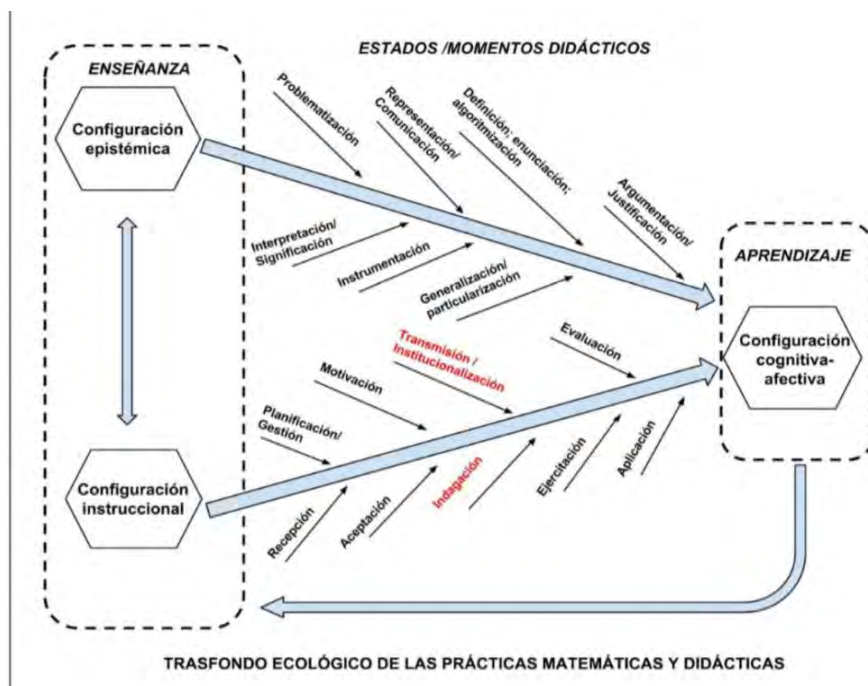 ESTADOS /MOMENTOS DIDÁCTICOS
ENSEÑANZA
Configuración
epistémica
Problematización
Representación/
Comunicación
Definición; enunciación;
algoritmización
Argumentación/
Justificación
Interpretación/
Significación
Instrumentación
Generalización/
particularización
APRENDIZAJE
Configuración
cognitiva-
afectiva
Planificación/
Gestión
Motivación
Transmisión /
Institucionalización
Evaluación
Configuración
instruccional
Recepción
Aceptación
Indagación
Ejercitación
Aplicación
TRASFONDO ECOLÓGICO DE LAS PRÁCTICAS MATEMÁTICAS Y DIDÁCTICAS